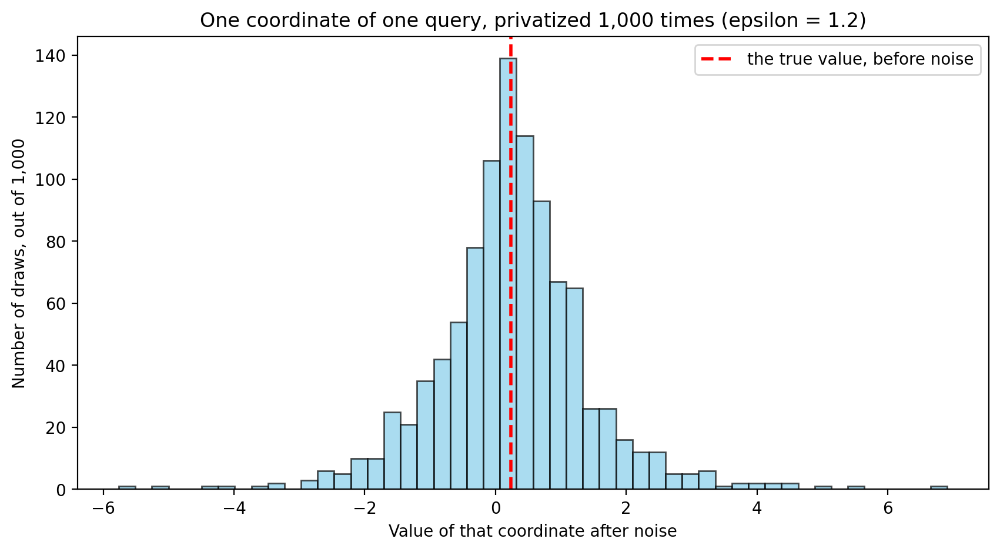 One coordinate of one query, privatized 1,000 times (epsilon = 1.2)
the true value, before noise
Number of draws, out of 1,000
140
120
100
80
60
40
20
0
−6 −4 −2 0 2 4 6
Value of that coordinate after noise